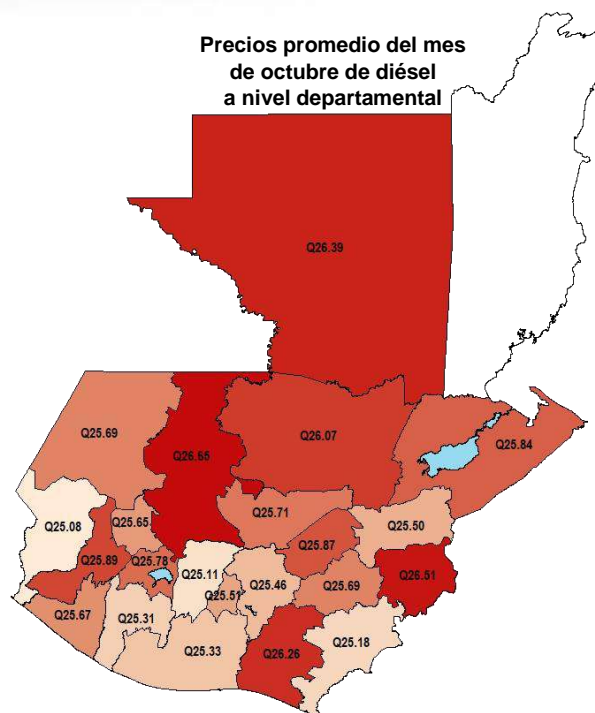 Precios promedio del mes
de octubre de diésel
a nivel departamental
Q26.39
Q25.69
Q26.65
Q26.07
Q25.84
Q25.71
Q25.08
Q25.65
Q25.50
Q25.89
Q25.78
Q25.87
Q25.11
Q26.51
Q25.51
Q25.46
Q25.69
Q25.67
Q25.31
Q25.33
Q26.26
Q25.18